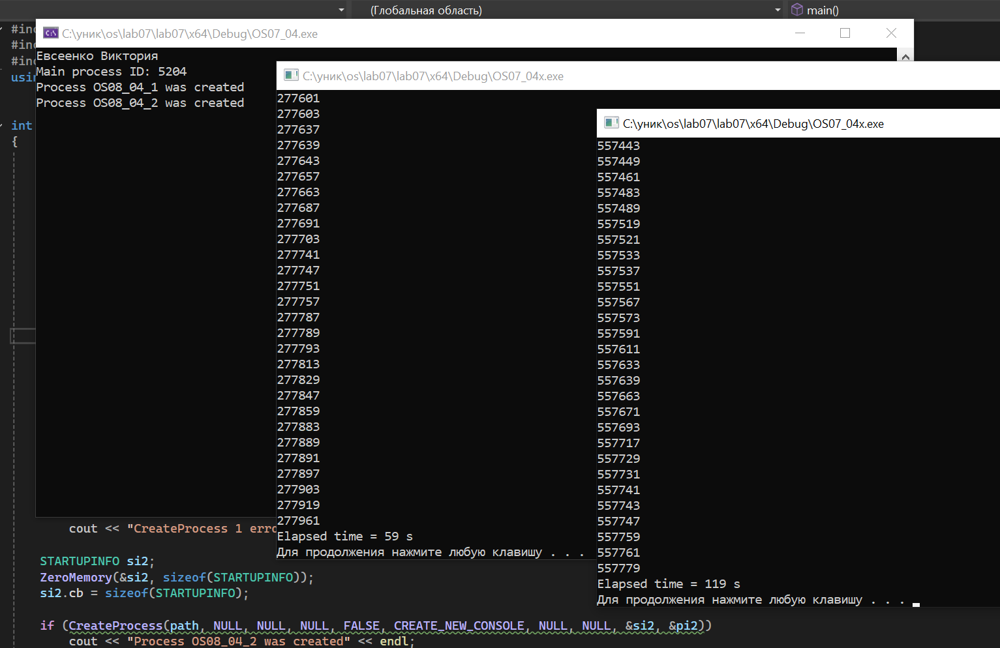 (Глобальная область)
main()
#inc
#inc
#inc
usin
int
{
C:\уник\os\lab07\lab07\x64\Debug\OS07_04.exe
Евсеенко Виктория
Main process ID: 5204
Process OS08_04_1 was created
Process OS08_04_2 was created
C:\уник\os\lab07\lab07\x64\Debug\OS07_04x.exe
277601
277603
277637
277639
277643
277657
277663
277687
277691
277703
277741
277747
277751
277757
277787
277789
277793
277813
277829
277847
277859
277883
277889
277891
277897
277903
277919
277961
Elapsed time = 59 s
Для продолжения нажмите любую клавишу . . .
C:\уник\os\lab07\lab07\x64\Debug\OS07_04x.exe
557443
557449
557461
557483
557489
557519
557521
557533
557537
557551
557567
557573
557591
557611
557633
557639
557663
557671
557693
557717
557729
557731
557741
557743
557747
557759
557761
557779
Elapsed time = 119 s
Для продолжения нажмите любую клавишу . . .
cout << "CreateProcess 1 erro
STARTUPINFO si2;
ZeroMemory(&si2, sizeof(STARTUPINFO));
si2.cb = sizeof(STARTUPINFO);
if (CreateProcess(path, NULL, NULL, NULL, FALSE, CREATE_NEW_CONSOLE, NULL, NULL, &si2, &pi2))
cout << "Process OS08_04_2 was created" << endl;